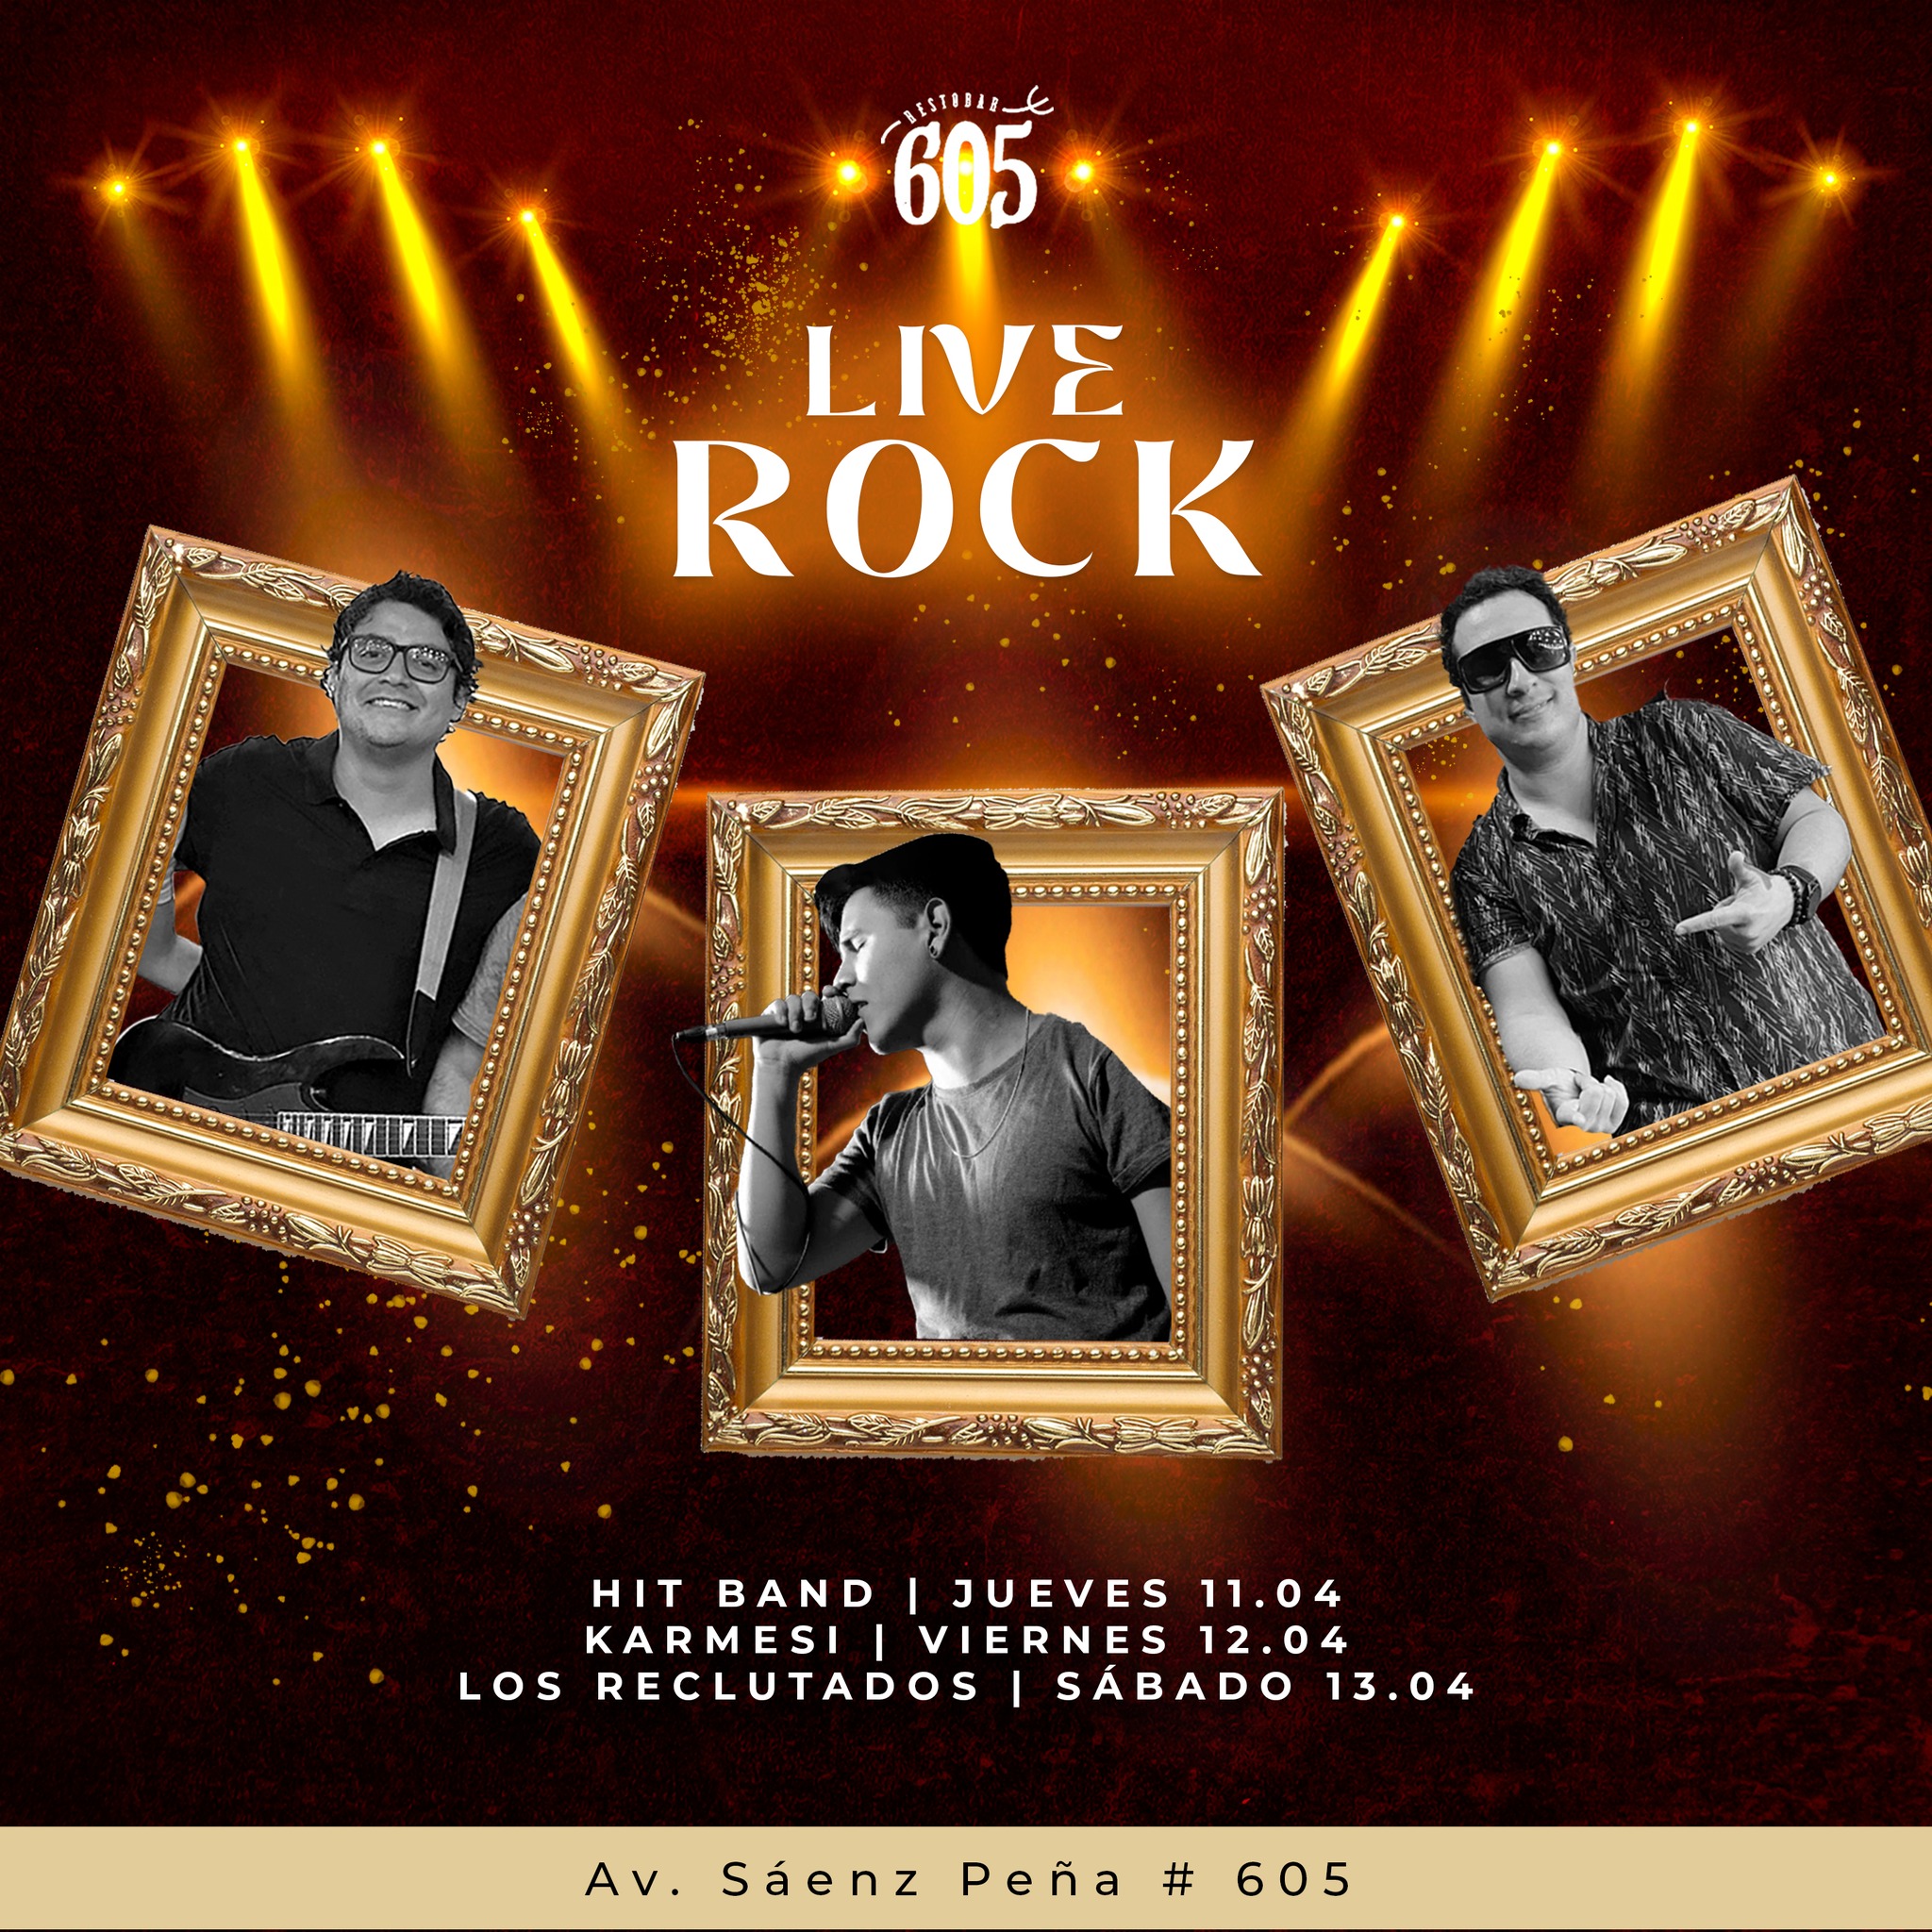 RESTOBAR
605
LIVE
ROCK
HIT BAND | JUEVES 11.04
KARMESI | VIERNES 12.04
LOS RECLUTADOS | SÁBADO 13.04
Av. Sáenz Peña # 605